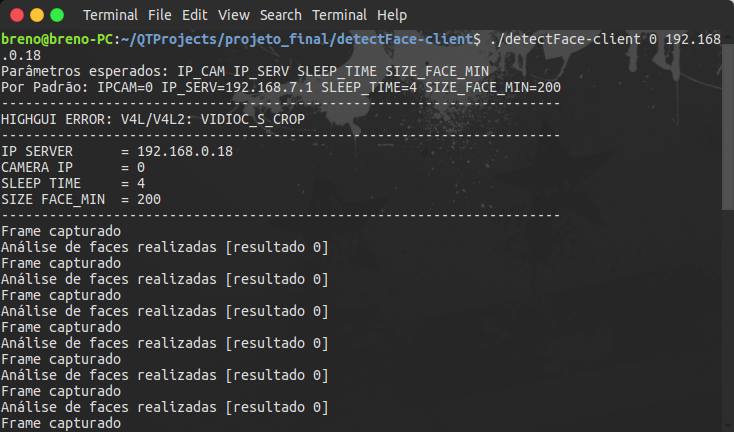 Terminal File Edit View Search Terminal Help
breno@breno-PC:~/QTProjects/projeto_final/detectFace-client$ ./detectFace-client 0 192.168
.0.18
Parâmetros esperados: IP_CAM IP_SERV SLEEP_TIME SIZE_FACE_MIN
Por Padrão: IPCAM=0 IP_SERV=192.168.7.1 SLEEP_TIME=4 SIZE_FACE_MIN=200
----------------------------------------------------------------------
HIGHGUI ERROR: V4L/V4L2: VIDIOC_S_CROP
----------------------------------------------------------------------
IP SERVER      = 192.168.0.18
CAMERA IP      = 0
SLEEP TIME     = 4
SIZE FACE_MIN  = 200
----------------------------------------------------------------------
Frame capturado
Análise de faces realizadas [resultado 0]
Frame capturado
Análise de faces realizadas [resultado 0]
Frame capturado
Análise de faces realizadas [resultado 0]
Frame capturado
Análise de faces realizadas [resultado 0]
Frame capturado
Análise de faces realizadas [resultado 0]
Frame capturado
Análise de faces realizadas [resultado 0]
Frame capturado